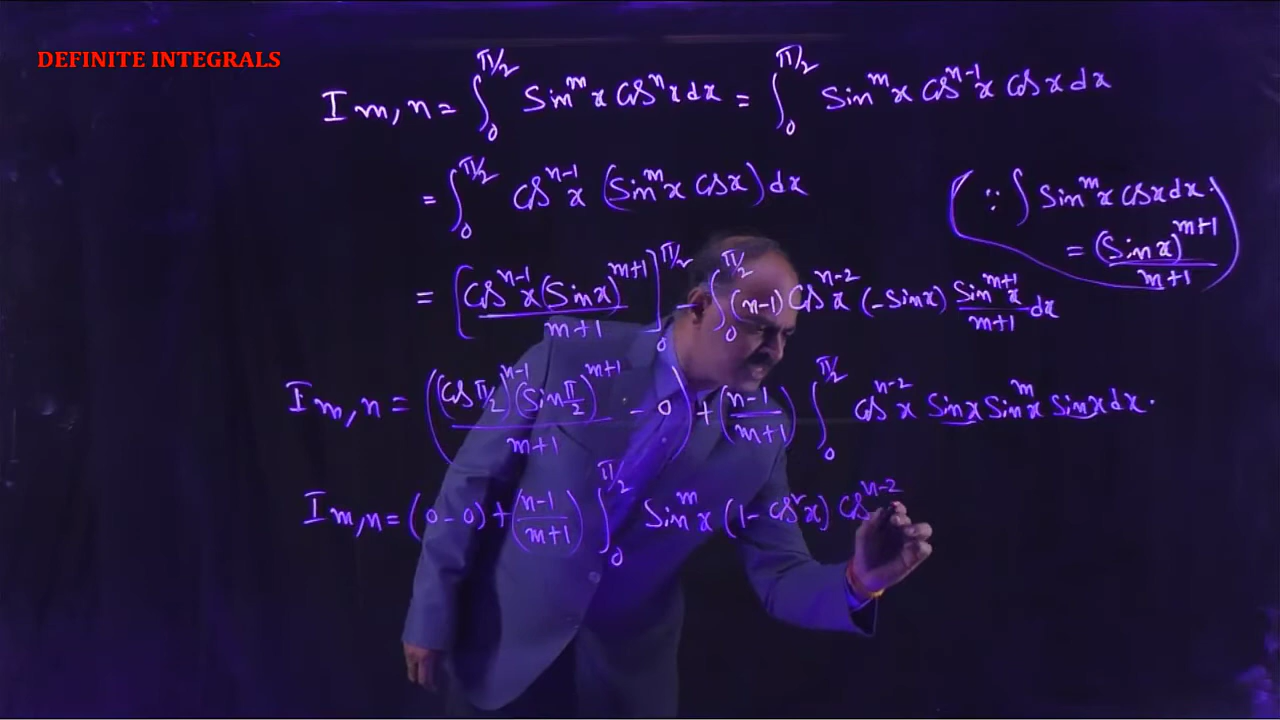 DEFINITE INTEGRALS
I m,n = ∫₀^(π/2) Sin^m x cos^n x dx = ∫₀^(π/2) Sin^m x cos^(n-1) x cos x dx
= ∫₀^(π/2) cos^(n-1) x (Sin^m x cos x) dx
(∵ ∫ Sin^m x cos x dx.
= (Sin x)^(m+1) / (m+1))
= [cos^(n-1) x (Sin x)^(m+1) / (m+1)]₀^(π/2) - ∫₀^(π/2) (n-1) cos^(n-2) x (-Sin x) Sin^(m+1) x / (m+1) dx
I m,n = ((cos π/2)^(n-1) (Sin π/2)^(m+1) / (m+1) - 0) + ((n-1)/(m+1)) ∫₀^(π/2) cos^(n-2) x Sin x Sin^m x Sin x dx.
I m,n = (0-0) + ((n-1)/(m+1)) ∫₀^(π/2) Sin^m x (1 - cos² x) cos^(n-2)